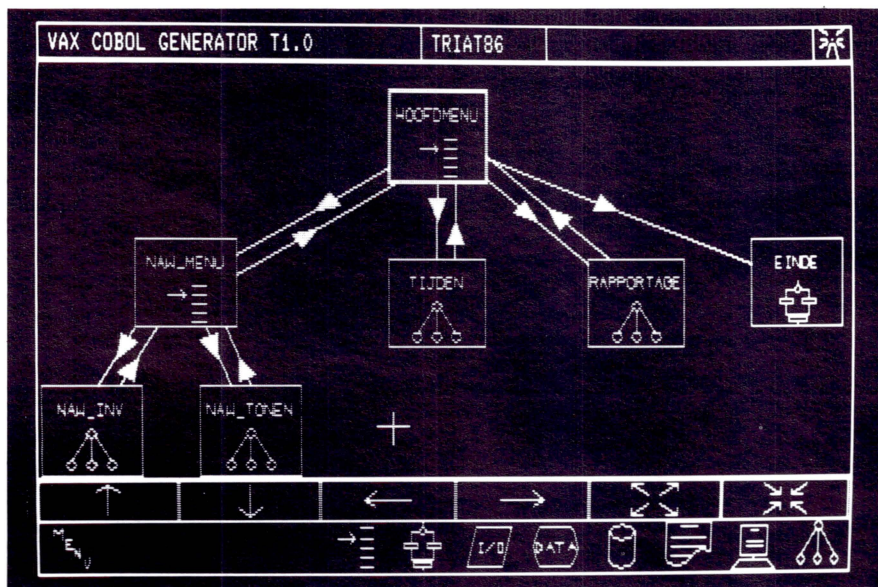 VAX COBOL GENERATOR T1.0
TRIAT86
HOOFDMENU
NAW_MENU
TIJDEN
RAPPORTAGE
EINDE
NAW_INV
NAW_TONEN
MENU
I/O
DATA